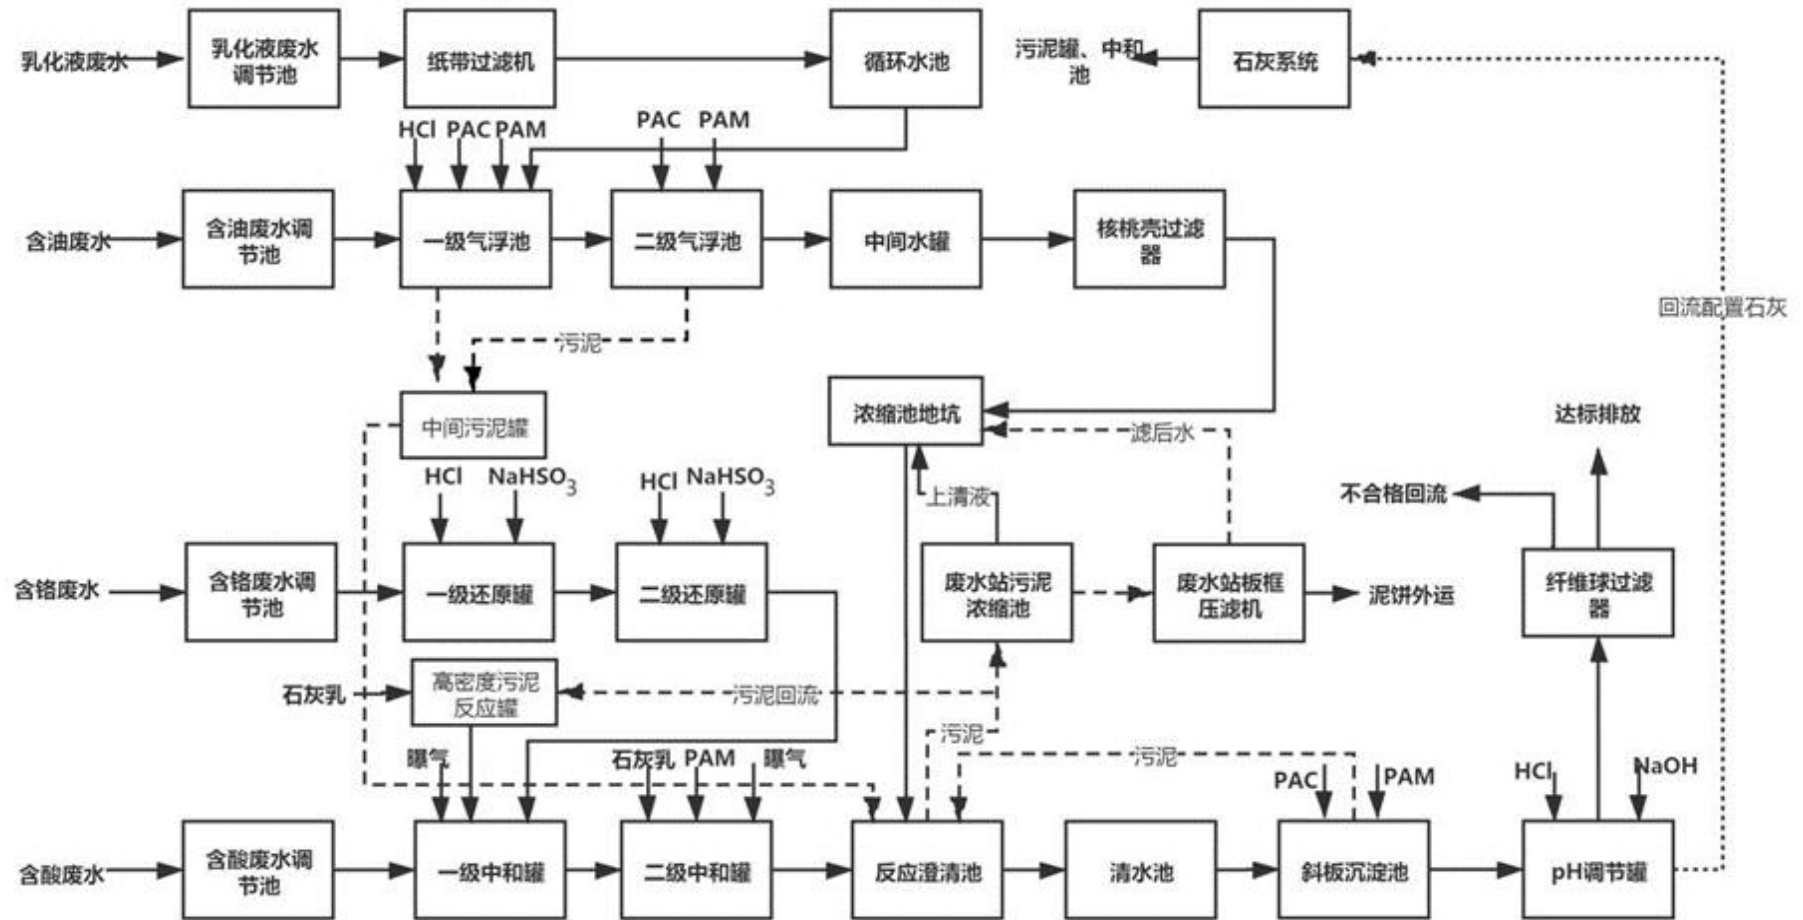 乳化液废水
乳化液废水
调节池
纸带过滤机
循环水池
污泥罐、中和
池
石灰系统
HCl PAC PAM
PAC PAM
含油废水
含油废水调
节池
一级气浮池
二级气浮池
中间水罐
核桃壳过滤
器
回流配置石灰
污泥
中间污泥罐
浓缩池地坑
滤后水
达标排放
HCl NaHSO3
HCl NaHSO3
上清液
不合格回流
含铬废水
含铬废水调
节池
一级还原罐
二级还原罐
废水站污泥
浓缩池
废水站板框
压滤机
泥饼外运
纤维球过滤
器
石灰乳
高密度污泥
反应罐
污泥回流
污泥
曝气
石灰乳 PAM 曝气
污泥
PAC PAM
HCl NaOH
含酸废水
含酸废水调
节池
一级中和罐
二级中和罐
反应澄清池
清水池
斜板沉淀池
pH调节罐